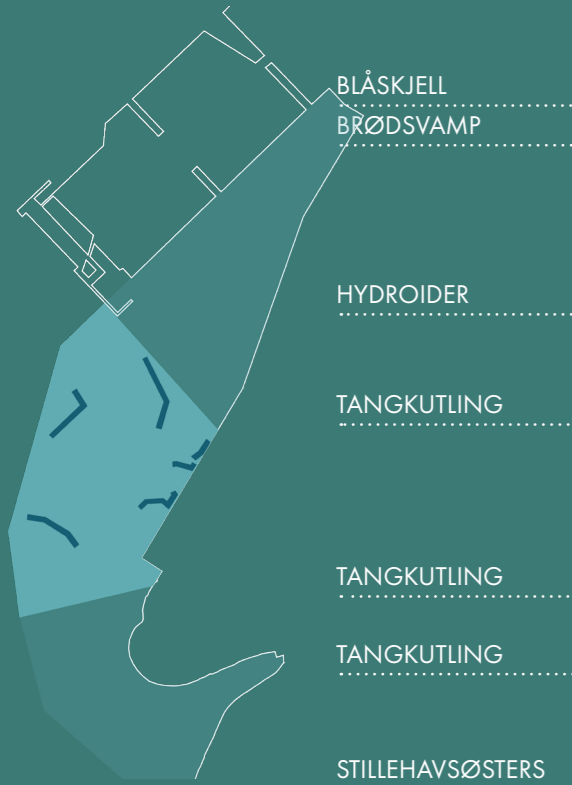 BLÅSKJELL
BRØDSVAMP
HYDROIDER
TANGKUTLING
TANGKUTLING
TANGKUTLING
STILLEHAVSØSTERS